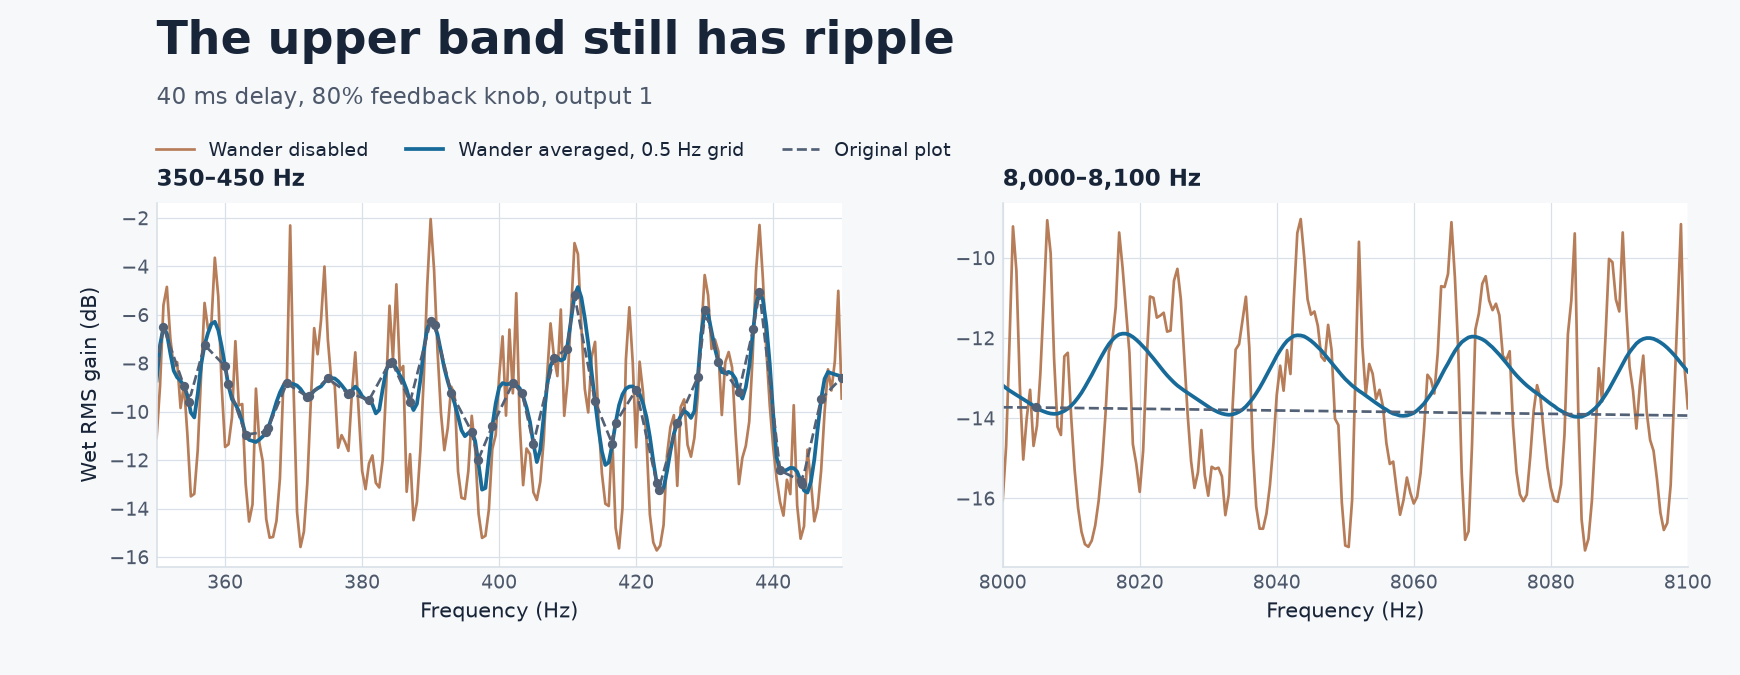 The upper band still has ripple
40 ms delay, 80% feedback knob, output 1
Wander disabled
Wander averaged, 0.5 Hz grid
Original plot
350–450 Hz
−2
−4
−6
−8
−10
−12
−14
−16
Wet RMS gain (dB)
360
380
400
420
440
Frequency (Hz)
8,000–8,100 Hz
−10
−12
−14
−16
8000
8020
8040
8060
8080
8100
Frequency (Hz)